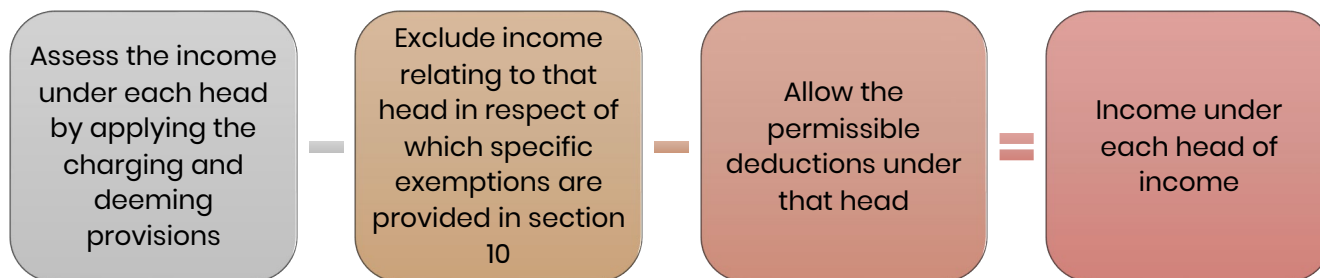 Assess the income
under each head
by applying the
charging and
deeming
provisions
Exclude income
relating to that
head in respect of
which specific
exemptions are
provided in section
10
Allow the
permissible
deductions under
that head
Income under
each head of
income